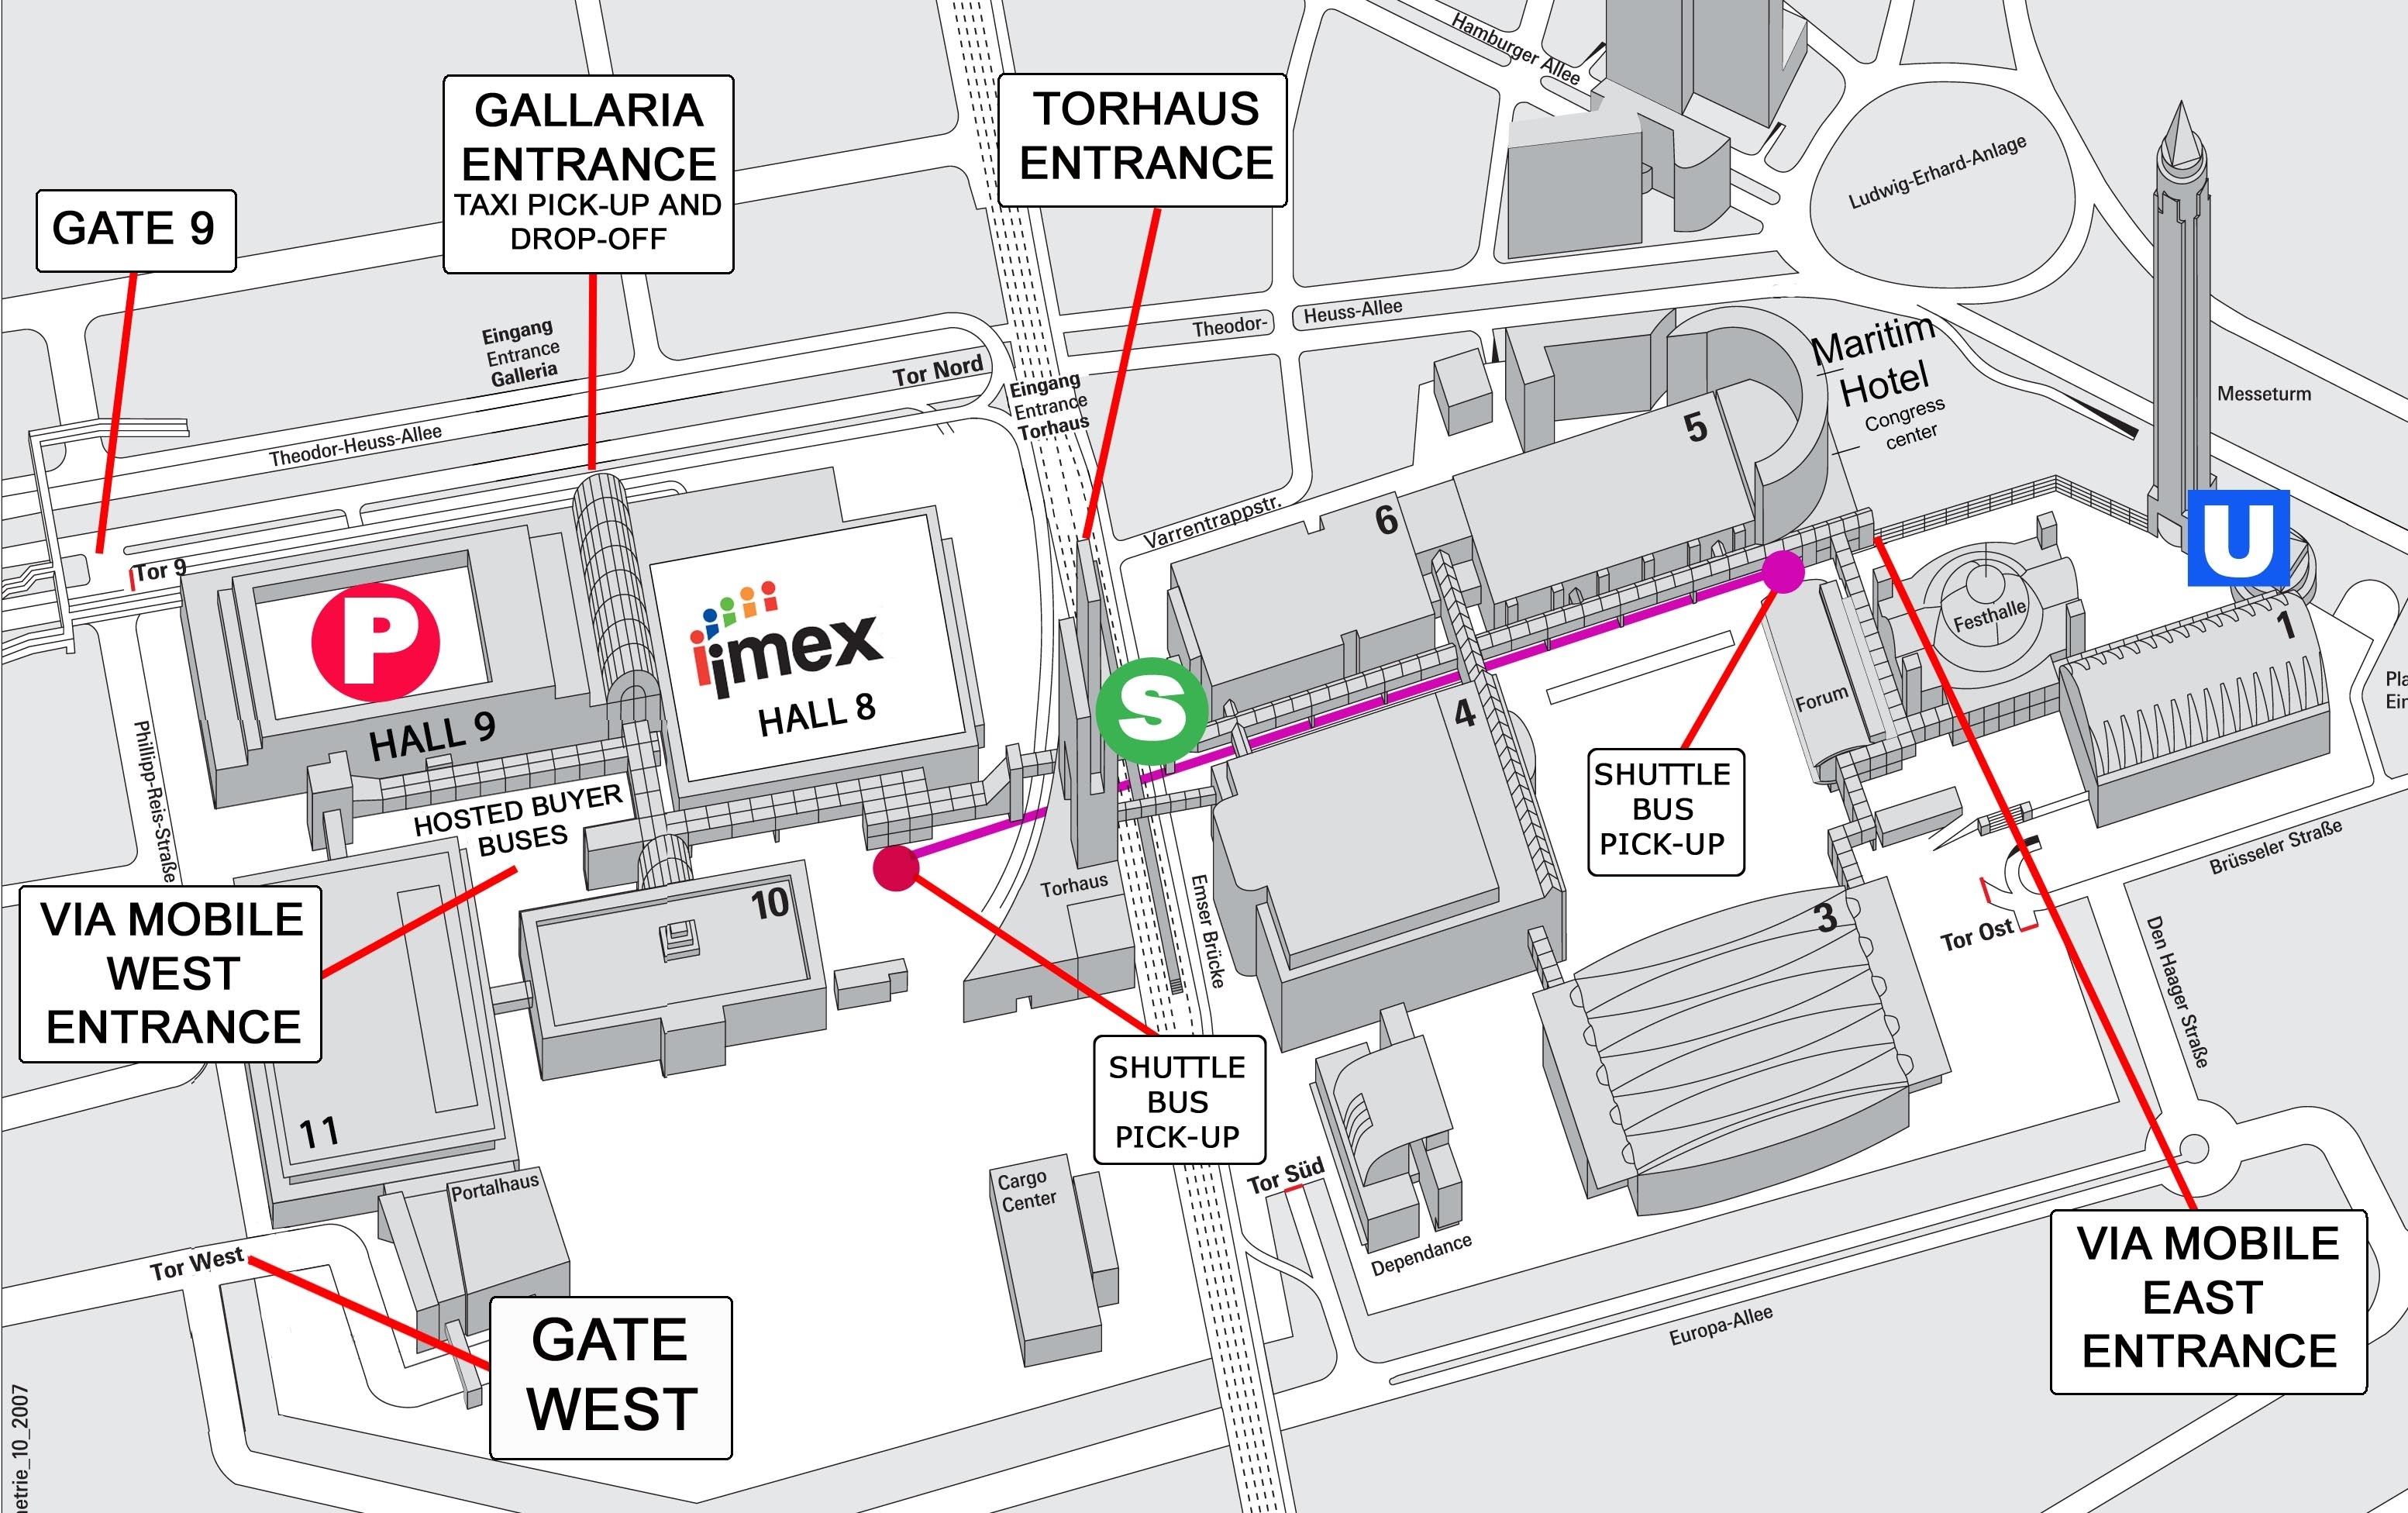 GATE 9
GALLARIA
ENTRANCE
TAXI PICK-UP AND
DROP-OFF
TORHAUS
ENTRANCE
Hamburger Allee
Ludwig-Erhard-Anlage
Eingang
Entrance
Galleria
Theodor-Heuss-Allee
Tor Nord
Eingang
Entrance
Torhaus
Theodor-
Heuss-Allee
Maritim
Hotel
Congress
center
Messeturm
U
Varrentrappstr.
5
6
Tor 9
P
HALL 9
imex
HALL 8
S
4
Forum
Festhalle
1
Pla
Ein
Phillipp-Reis-Straße
HOSTED BUYER
BUSES
SHUTTLE
BUS
PICK-UP
VIA MOBILE
WEST
ENTRANCE
10
Torhaus
Emser Brücke
3
Tor Ost
Brüsseler Straße
Den Haager Straße
11
SHUTTLE
BUS
PICK-UP
Portalhaus
Cargo
Center
Tor Süd
Dependance
Tor West
GATE
WEST
Europa-Allee
VIA MOBILE
EAST
ENTRANCE
etrie_10_2007